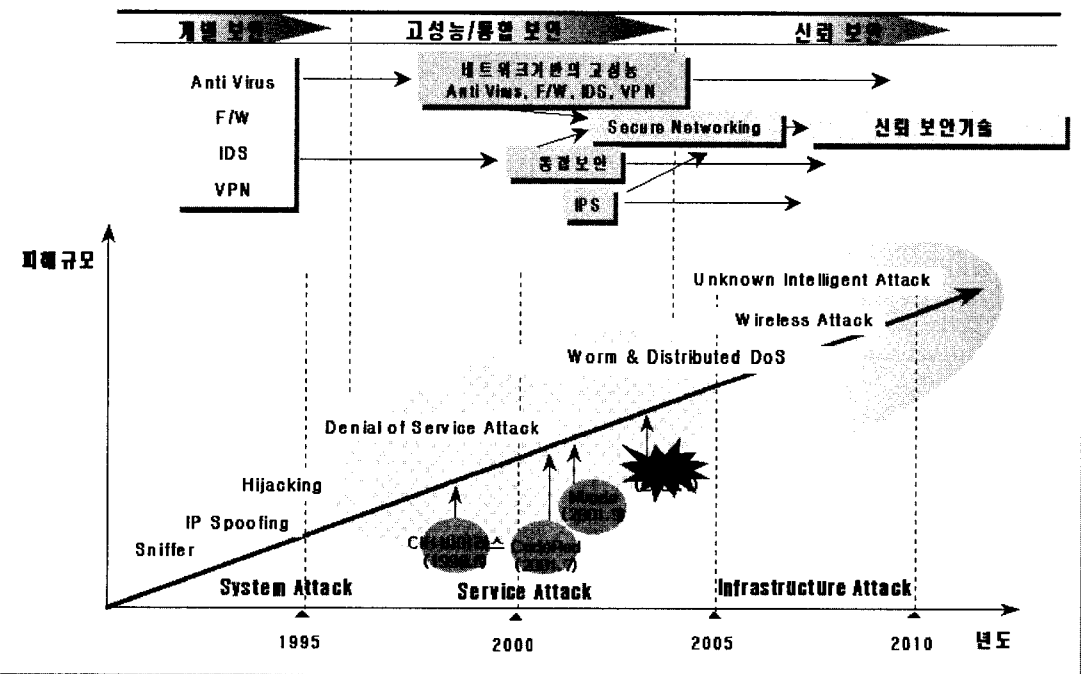 개별 보안
고성능/통합 보안
신뢰 보안
Anti Virus
F/W
IDS
VPN
네트워크기반의 고성능
Anti Virus, F/W, IDS, VPN
Secure Networking
신뢰 보안기술
통합보안
IPS
피해규모
Unknown Intelligent Attack
Wireless Attack
Worm & Distributed DoS
Denial of Service Attack
Hijacking
IP Spoofing
Sniffer
CodeRed
(2001.7)
System Attack
Service Attack
Infrastructure Attack
1995
2000
2005
2010
년도